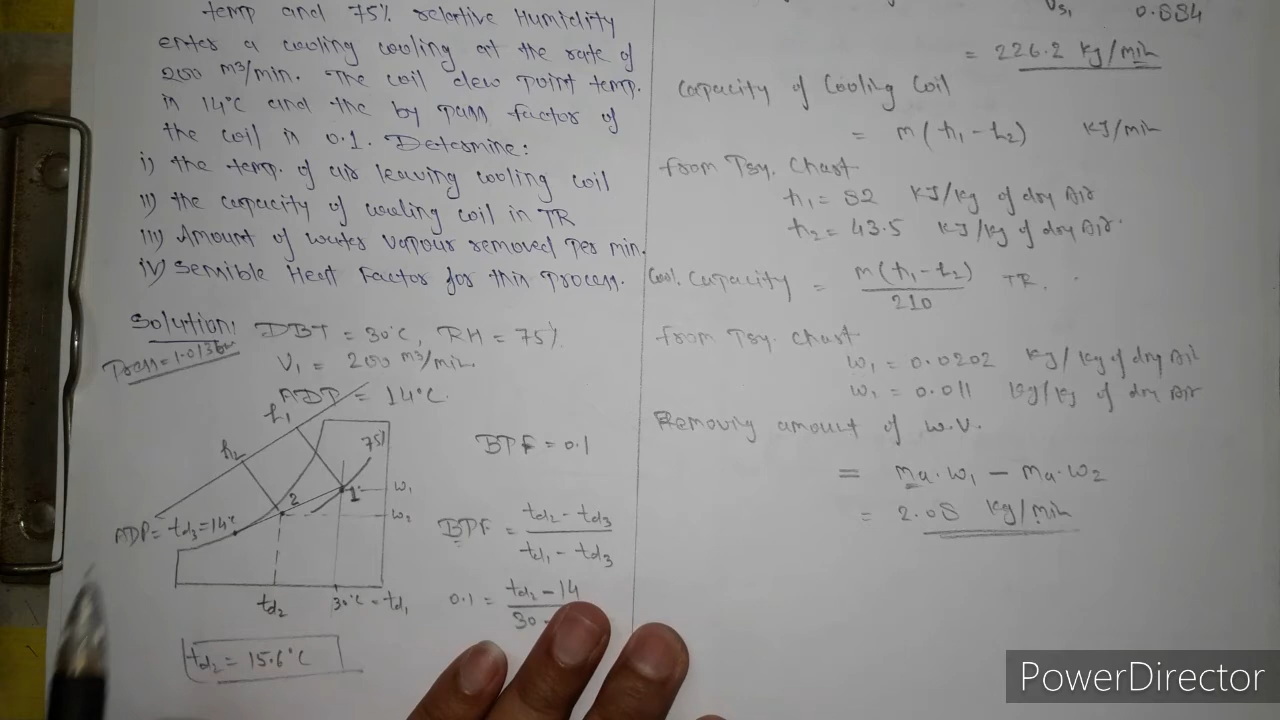 temp and 75% relative Humidity
enter a cooling cooling at the rate of
200 m³/min. The coil dew point temp.
is 14°C and the by pass factor of
the coil is 0.1. Determine:
i) the temp. of air leaving cooling coil
ii) the capacity of cooling coil in TR
iii) Amount of water vapour removed per min.
iv) Sensible Heat Factor for this process.
Solution: DBT = 30°C, RH = 75%
Press = 1.013 bar
V₁ = 200 m³/min.
ADP = 14°C.
h₁
h₂
75%
2
1
W₁
W₂
ADP = td₃ = 14°C
td₂
30°C = td₁
BPF = 0.1
BPF = td₂ - td₃
td₁ - td₃
0.1 = td₂ - 14
30 -
td₂ = 15.6°C
Vs₁ 0.884
= 226.2 kg/min
Capacity of Cooling Coil
= m(h₁ - h₂) KJ/min
from Psy. Chart
h₁ = 82 KJ/kg of dry Air
h₂ = 43.5 KJ/kg of dry Air.
Cool. Capacity = m(h₁ - h₂) TR.
210
from Psy. Chart
W₁ = 0.0202 kg/kg of dry Air
W₁ = 0.011 kg/kg of dry Air
Removing amount of W.V.
= ma.w₁ - ma.w₂
= 2.08 kg/min
PowerDirector